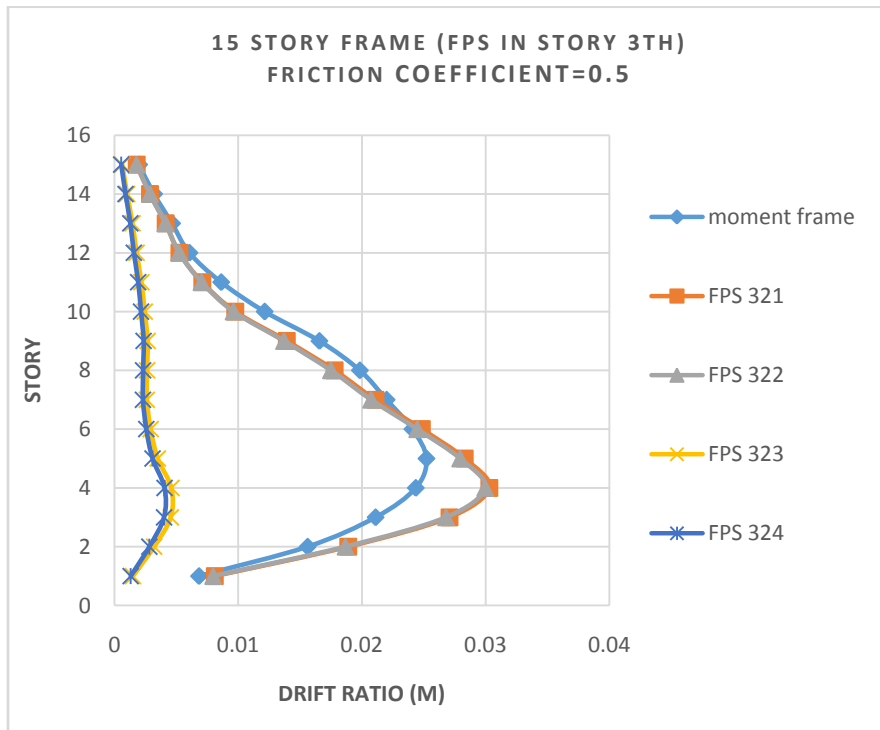 15 STORY FRAME (FPS IN STORY 3TH)
FRICTION COEFFICIENT=0.5
16
14
12
10
8
6
4
2
0
STORY
0 0.01 0.02 0.03 0.04
DRIFT RATIO (M)
moment frame
FPS 321
FPS 322
FPS 323
FPS 324